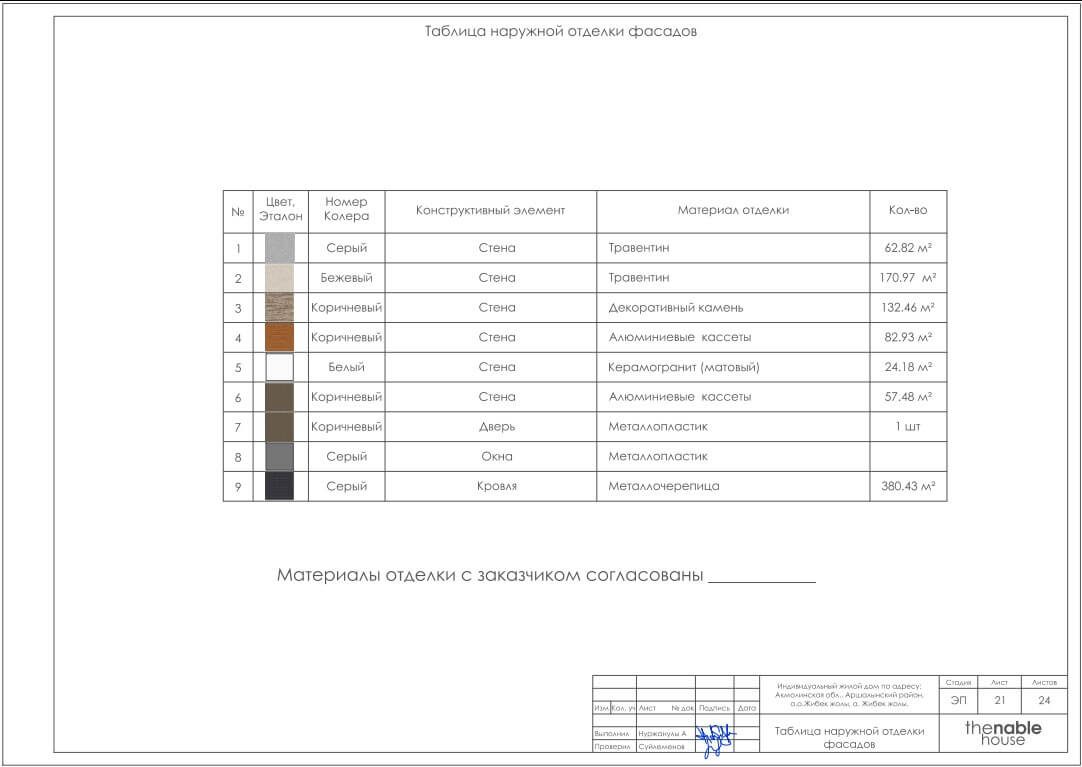 Таблица наружной отделки фасадов
№ Цвет, Эталон Номер Колера Конструктивный элемент Материал отделки Кол-во
1 Серый Стена Травентин 62.82 м²
2 Бежевый Стена Травентин 170.97 м²
3 Коричневый Стена Декоративный камень 132.46 м²
4 Коричневый Стена Алюминиевые кассеты 82.93 м²
5 Белый Стена Керамогранит (матовый) 24.18 м²
6 Коричневый Стена Алюминиевые кассеты 57.48 м²
7 Коричневый Дверь Металлопластик 1 шт
8 Серый Окна Металлопластик
9 Серый Кровля Металлочерепица 380.43 м²
Материалы отделки с заказчиком согласованы ____________
Индивидуальный жилой дом по адресу:
Акмолинская обл., Аршалынский район,
а.о.Жибек жолы, а. Жибек жолы.
Стадия Лист Листов
ЭП 21 24
Изм. Кол. уч Лист № док Подпись Дата
Выполнил Нуржакулы А
Проверил Суйлеменов
Таблица наружной отделки
фасадов
thenable
house